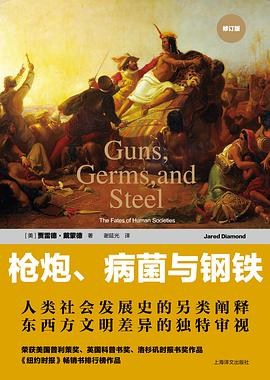 修订版
Guns,
Germs, and
Steel
The Fates of Human Societies
[美] 贾雷德·戴蒙德 著 谢延光 译 Jared Diamond
枪炮、病菌与钢铁
人类社会发展史的另类阐释
东西方文明差异的独特审视
荣获美国普利策奖、英国科普书奖、洛杉矶时报书奖作品
《纽约时报》畅销书排行榜作品
上海译文出版社